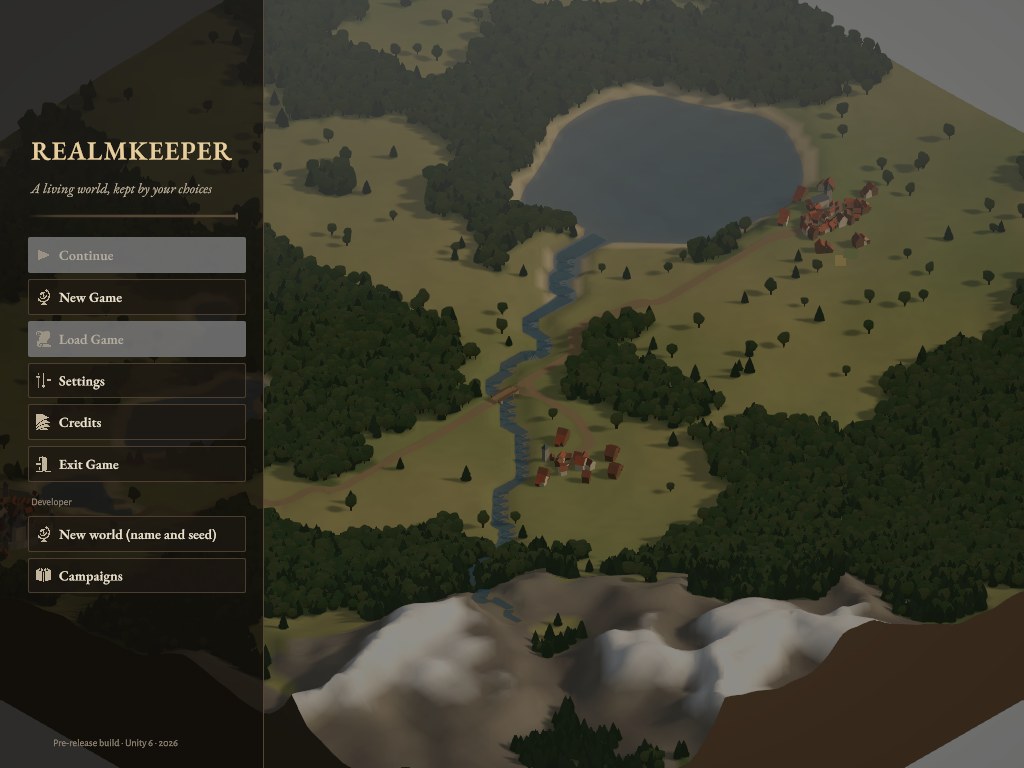 REALMKEEPER
A living world, kept by your choices
Continue
New Game
Load Game
Settings
Credits
Exit Game
Developer
New world (name and seed)
Campaigns
Pre-release build · Unity 6 · 2026